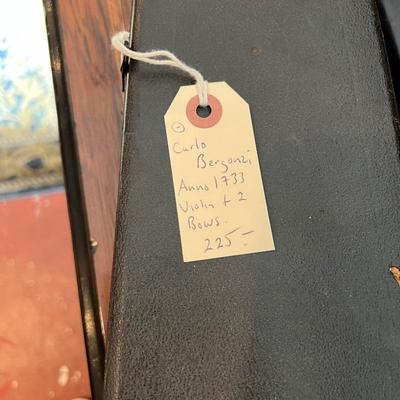 Carlo
Bergonzi
Anno 1733
Violin + 2
Bows.
225-